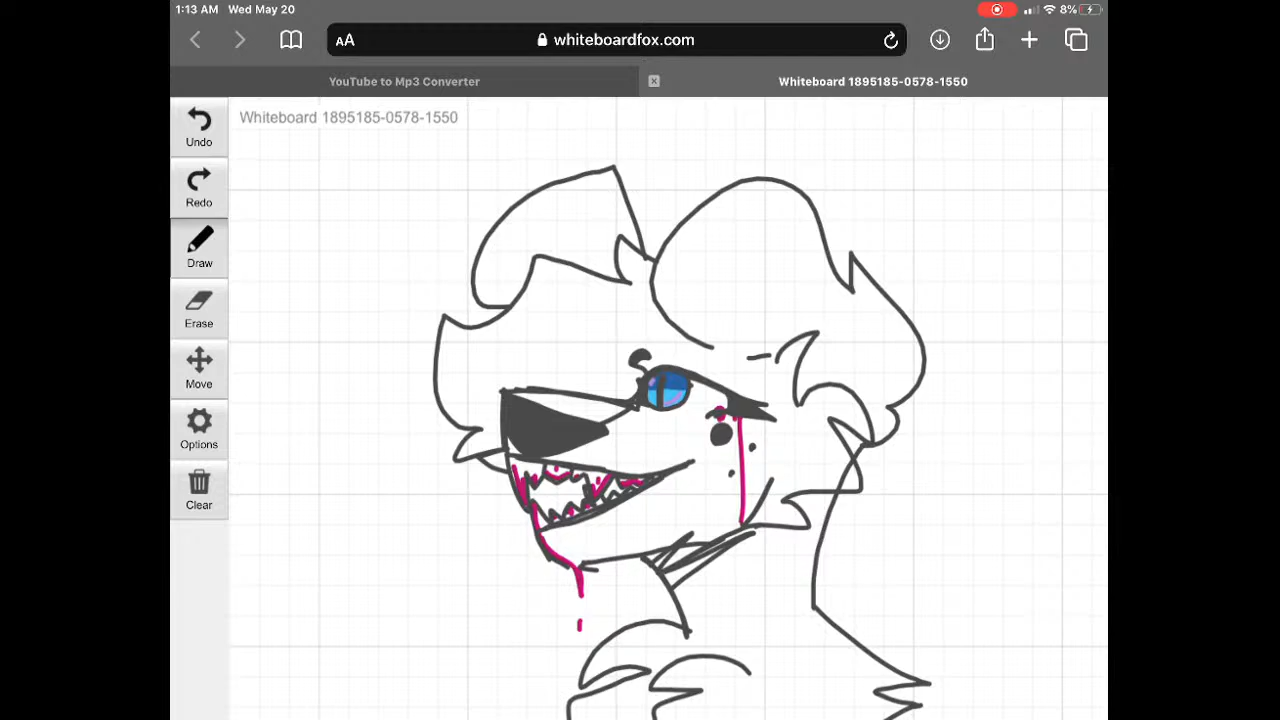 1:13 AM Wed May 20
8%
AA
whiteboardfox.com
YouTube to Mp3 Converter
Whiteboard 1895185-0578-1550
Whiteboard 1895185-0578-1550
Undo
Redo
Draw
Erase
Move
Options
Clear